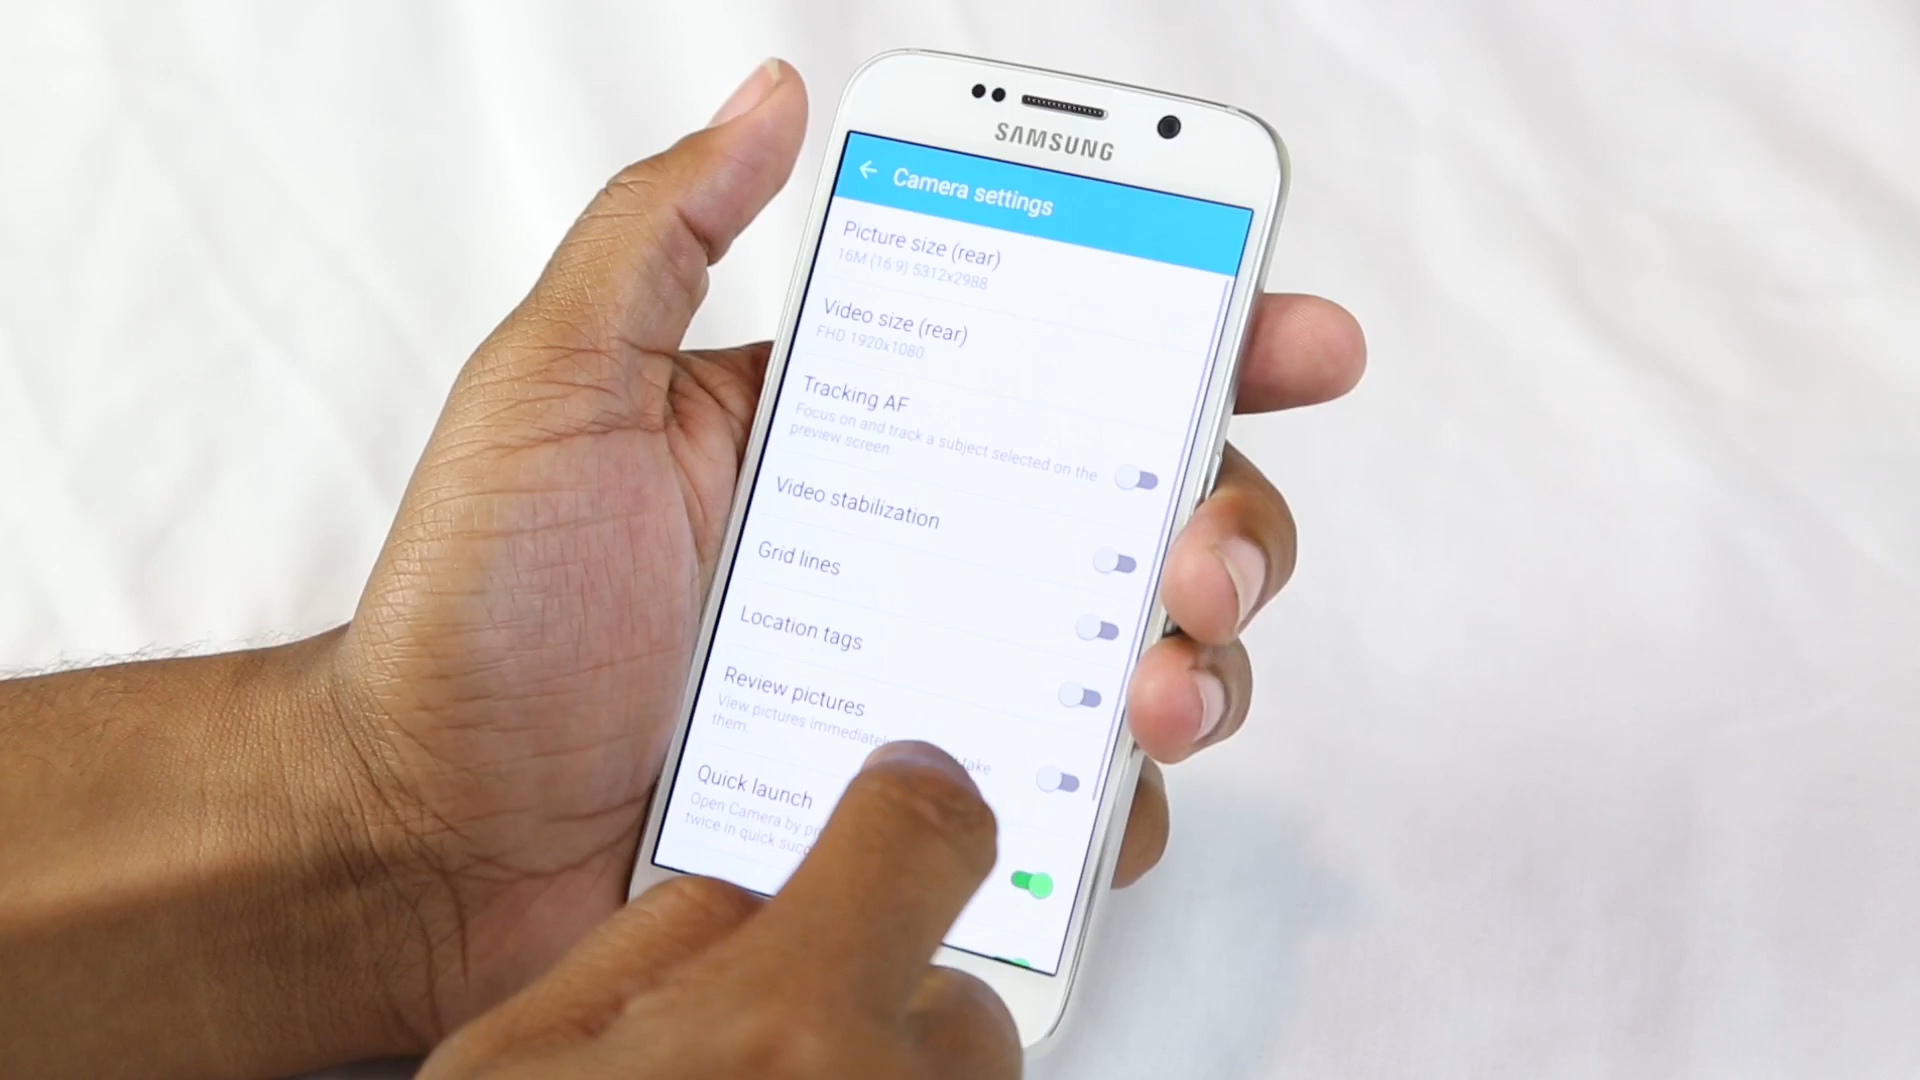 SAMSUNG
Camera settings
Picture size (rear)
16M (16:9) 5312x2988
Video size (rear)
FHD 1920x1080
Tracking AF
Focus on and track a subject selected on the
preview screen.
Video stabilization
Grid lines
Location tags
Review pictures
View pictures immediately take
them.
Quick launch
Open Camera by
twice in quick